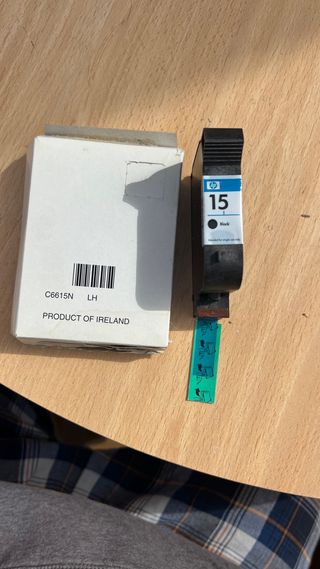 C6615N LH
PRODUCT OF IRELAND
hp
15
Black